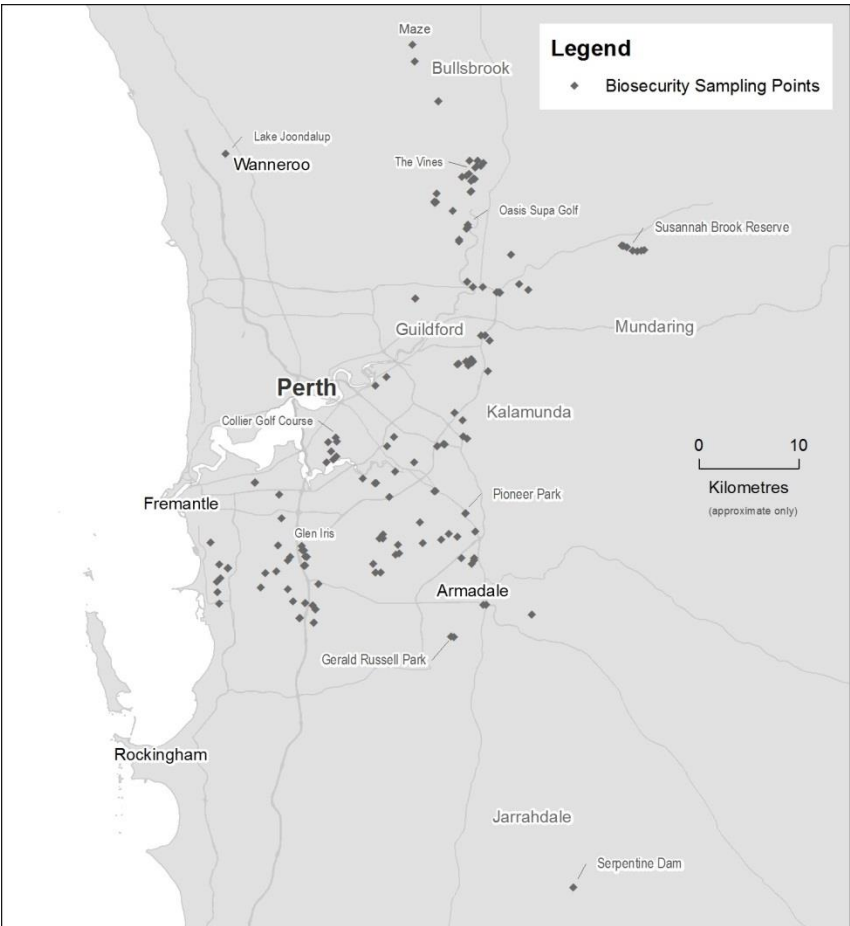 Maze
Legend
Bullsbrook
Biosecurity Sampling Points
Lake Joondalup
Wanneroo
The Vines
Oasis Supa Golf
Susannah Brook Reserve
Guildford
Mundaring
Perth
Collier Golf Course
Kalamunda
0 10
Kilometres
(approximate only)
Fremantle
Pioneer Park
Glen Iris
Armadale
Gerald Russell Park
Rockingham
Jarrahdale
Serpentine Dam